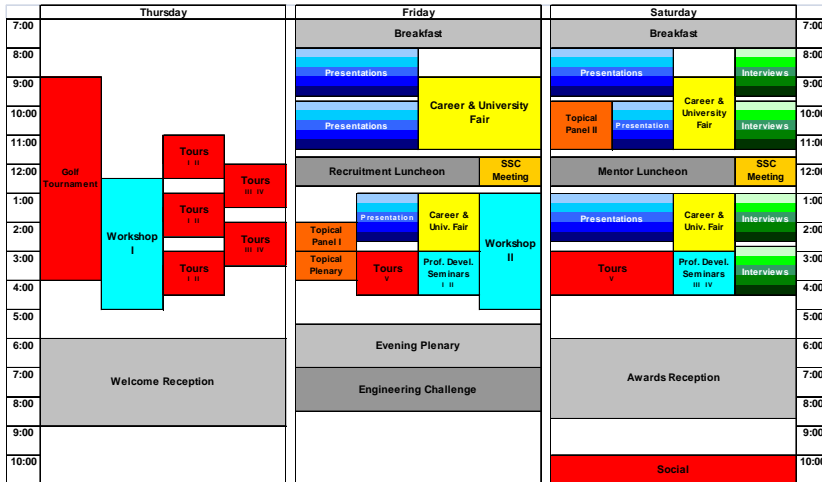 Thursday
Friday
Saturday
7:00
8:00
9:00
10:00
11:00
12:00
1:00
2:00
3:00
4:00
5:00
6:00
7:00
8:00
9:00
10:00
Golf
Tournament
Workshop
I
Tours
I II
Tours
I II
Tours
I II
Tours
III IV
Tours
III IV
Welcome Reception
Breakfast
Presentations
Presentations
Career & University
Fair
Recruitment Luncheon
SSC
Meeting
Presentation
Career &
Univ. Fair
Workshop
II
Topical
Panel I
Topical
Plenary
Tours
V
Prof. Devel.
Seminars
I II
Evening Plenary
Engineering Challenge
Breakfast
Presentations
Career &
University
Fair
Interviews
Topical
Panel II
Presentation
Interviews
Mentor Luncheon
SSC
Meeting
Presentations
Career &
Univ. Fair
Interviews
Tours
V
Prof. Devel.
Seminars
III IV
Interviews
Awards Reception
Social
7:00
8:00
9:00
10:00
11:00
12:00
1:00
2:00
3:00
4:00
5:00
6:00
7:00
8:00
9:00
10:00